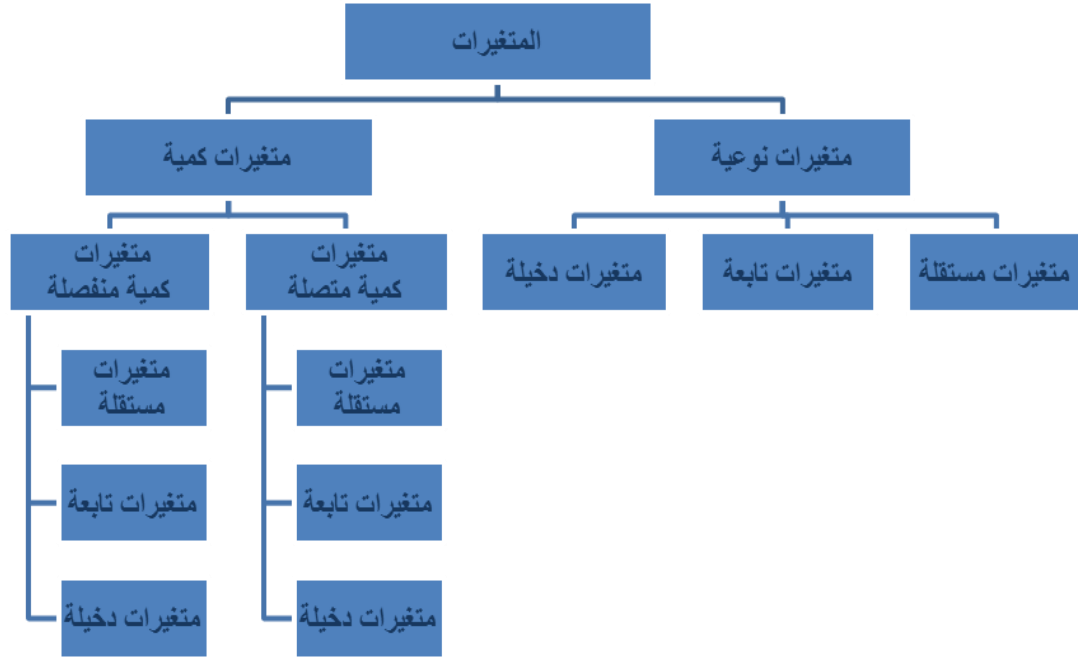 المتغيرات
متغيرات نوعية
متغيرات كمية
متغيرات مستقلة
متغيرات تابعة
متغيرات دخيلة
متغيرات
كمية متصلة
متغيرات
كمية منفصلة
متغيرات
مستقلة
متغيرات
مستقلة
متغيرات تابعة
متغيرات تابعة
متغيرات دخيلة
متغيرات دخيلة